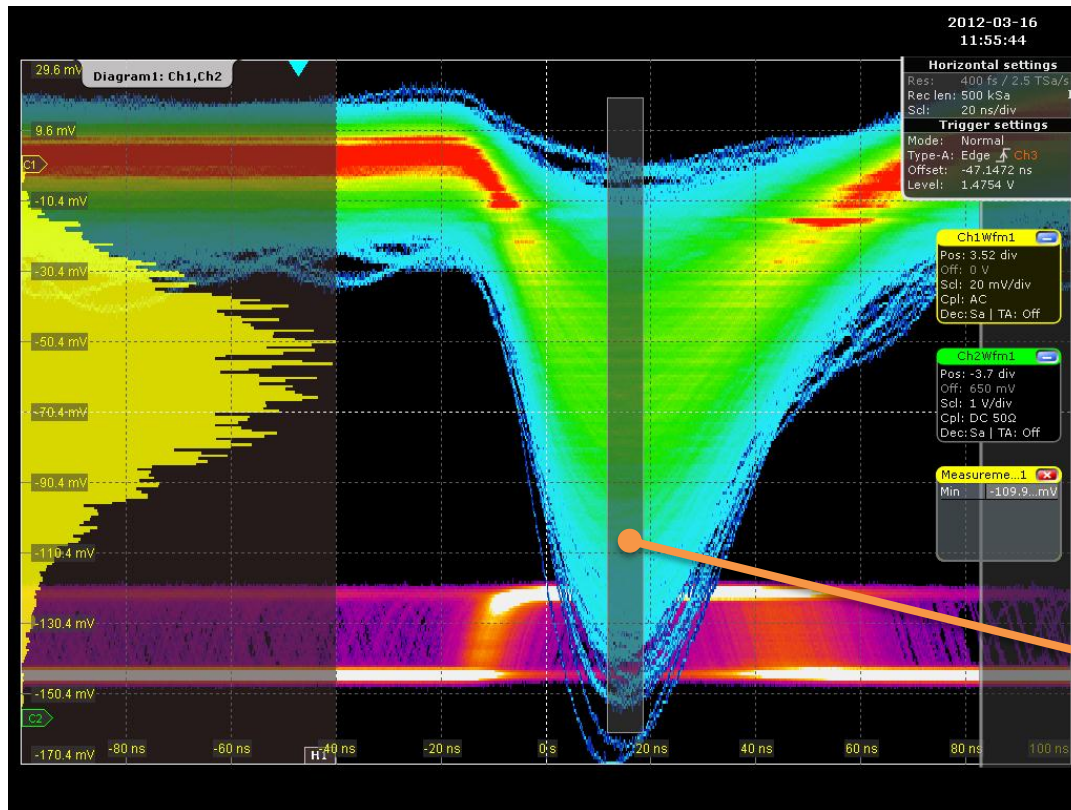 2012-03-16
11:55:44
Diagram1: Ch1,Ch2
Horizontal settings
Res: 400 fs / 2.5 TSa/s
Rec len: 500 kSa
Scl: 20 ns/div
Trigger settings
Mode: Normal
Type-A: Edge Ch3
Offset: -47.1472 ns
Level: 1.4754 V
29.6 mV
9.6 mV
C1
-10.4 mV
-30.4 mV
-50.4 mV
-70.4 mV
-90.4 mV
-110.4 mV
-130.4 mV
-150.4 mV
C2
-170.4 mV
Ch1Wfm1
Pos: 3.52 div
Off: 0 V
Scl: 20 mV/div
Cpl: AC
Dec: Sa | TA: Off
Ch2Wfm1
Pos: -3.7 div
Off: 650 mV
Scl: 1 V/div
Cpl: DC 50Ω
Dec: Sa | TA: Off
Measureme...1
Min -109.9...mV
-80 ns -60 ns -40 ns -20 ns 0s 20 ns 40 ns 60 ns 80 ns 100 ns